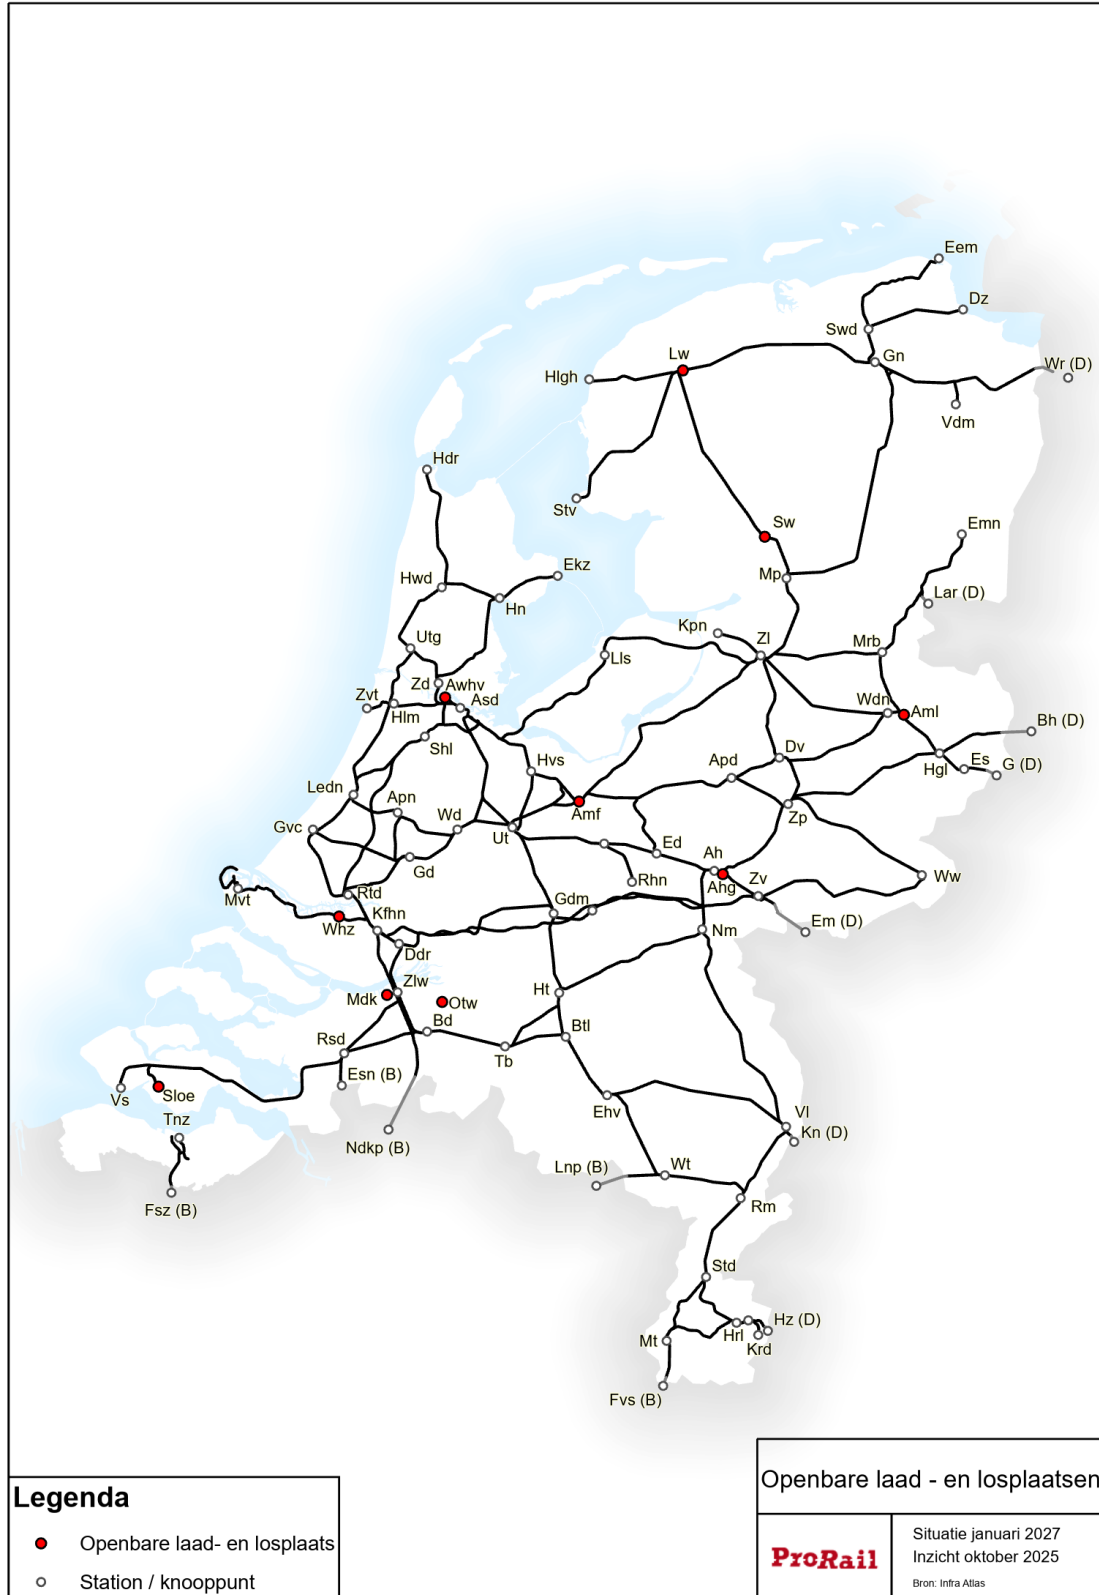 Eem
Dz
Swd
Gn
Lw
Wr (D)
Hlgh
Vdm
Hdr
Stv
Sw
Emn
Ekz
Mp
Hwd
Lar (D)
Hn
Kpn
Utg
Zl
Mrb
Lls
Zd
Awhv
Zvt
Asd
Wdn
Hlm
Aml
Bh (D)
Shl
Dv
Hvs
Apd
Es
Hgl
G (D)
Ledn
Apn
Wd
Amf
Zp
Gvc
Ut
Ed
Ah
Gd
Rhn
Ahg
Zv
Ww
Mvt
Rtd
Kfhn
Gdm
Whz
Em (D)
Ddr
Nm
Zlw
Ht
Mdk
Otw
Bd
Btl
Rsd
Tb
Esn (B)
Vs
Sloe
Ehv
Vl
Tnz
Kn (D)
Ndkp (B)
Lnp (B)
Wt
Fsz (B)
Rm
Std
Hz (D)
Mt
Hrl
Krd
Fvs (B)
Legenda
Openbare laad- en losplaats
Station / knooppunt
Openbare laad - en losplaatsen
ProRail
Situatie januari 2027
Inzicht oktober 2025
Bron: Infra Atlas